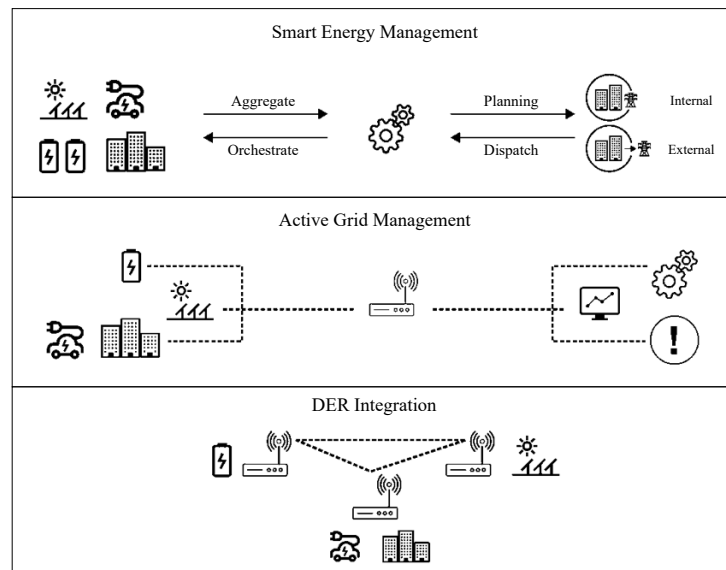 Smart Energy Management
Aggregate
Planning
Internal
Orchestrate
Dispatch
External
Active Grid Management
!
DER Integration